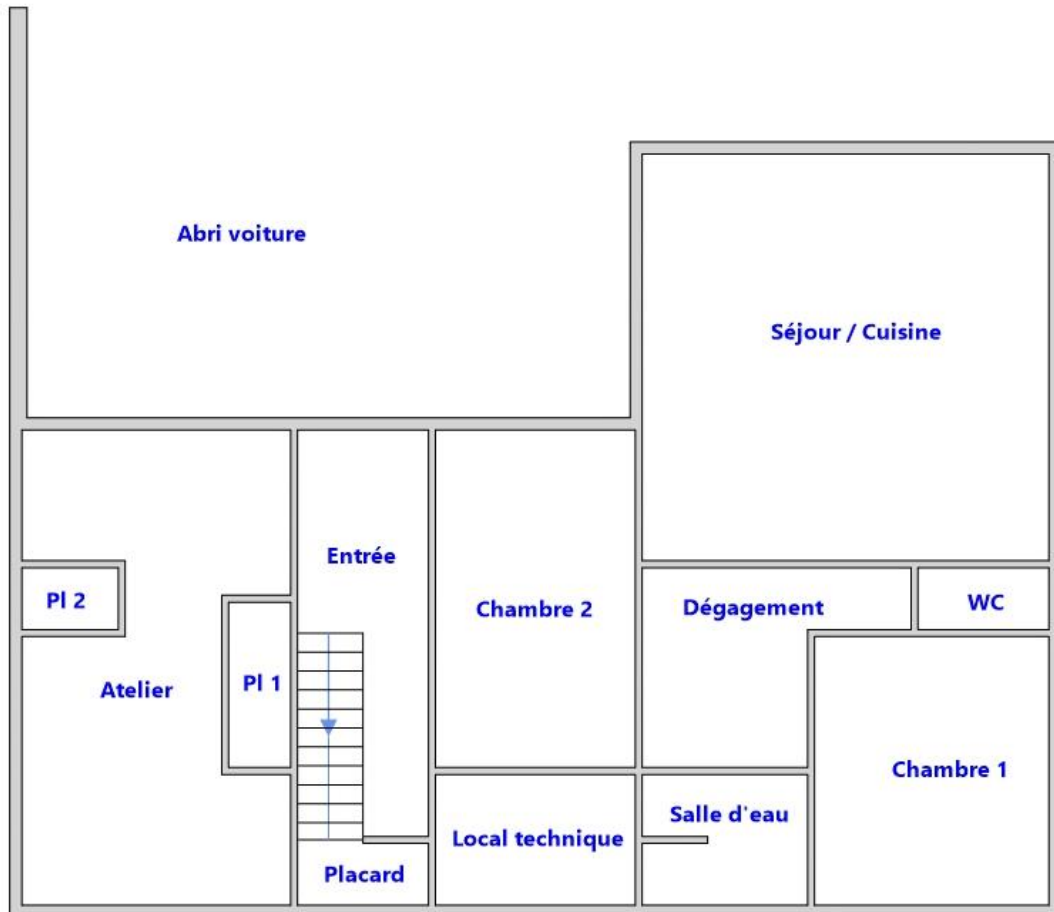 Abri voiture
Séjour / Cuisine
Entrée
Pl 2
Chambre 2
Dégagement
WC
Atelier
Pl 1
Chambre 1
Salle d'eau
Local technique
Placard